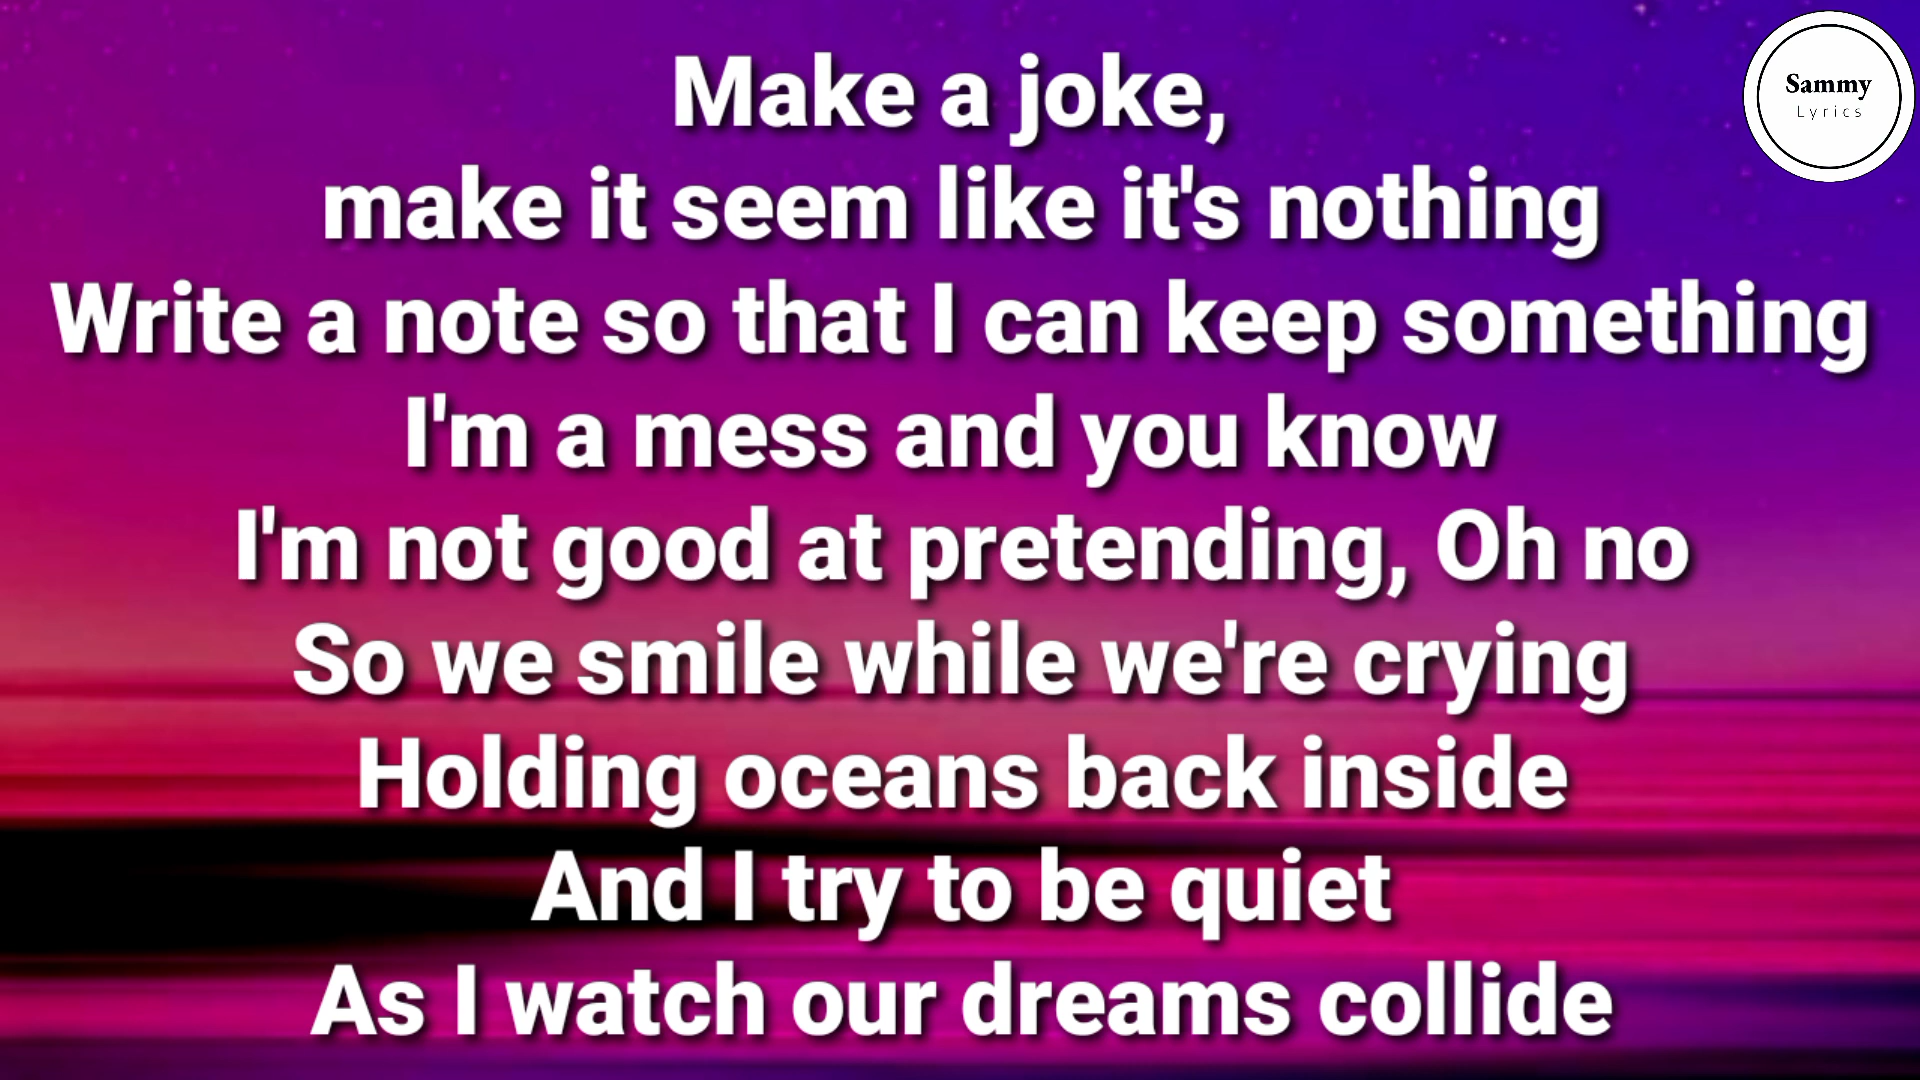 Make a joke,
make it seem like it's nothing
Write a note so that I can keep something
I'm a mess and you know
I'm not good at pretending, Oh no
So we smile while we're crying
Holding oceans back inside
And I try to be quiet
As I watch our dreams collide
Sammy
Lyrics